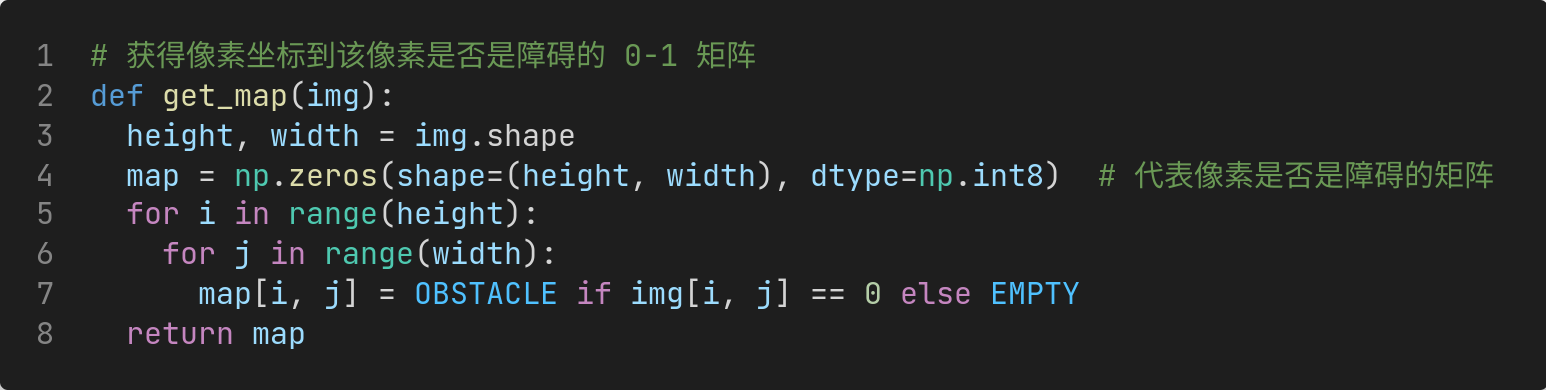 1 # 获得像素坐标到该像素是否是障碍的 0-1 矩阵
2 def get_map(img):
3   height, width = img.shape
4   map = np.zeros(shape=(height, width), dtype=np.int8)  # 代表像素是否是障碍的矩阵
5   for i in range(height):
6     for j in range(width):
7       map[i, j] = OBSTACLE if img[i, j] == 0 else EMPTY
8   return map